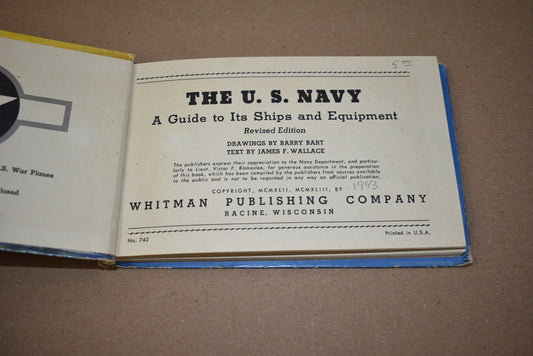 .S. War Planes
closed
5
THE U. S. NAVY
A Guide to Its Ships and Equipment
Revised Edition
DRAWINGS BY BARRY BART
TEXT BY JAMES F. WALLACE
The publishers express their appreciation to the Navy Department, and particu-
larly to Lieut. Victor F. Blakeslee, for generous assistance in the preparation
of this book, which has been compiled by the publishers from sources available
to the public and is not to be regarded in any way an official publication.
COPYRIGHT, MCMXLII, MCMXLIII, BY
1943
WHITMAN PUBLISHING COMPANY
RACINE, WISCONSIN
No. 742
Printed in U.S.A.